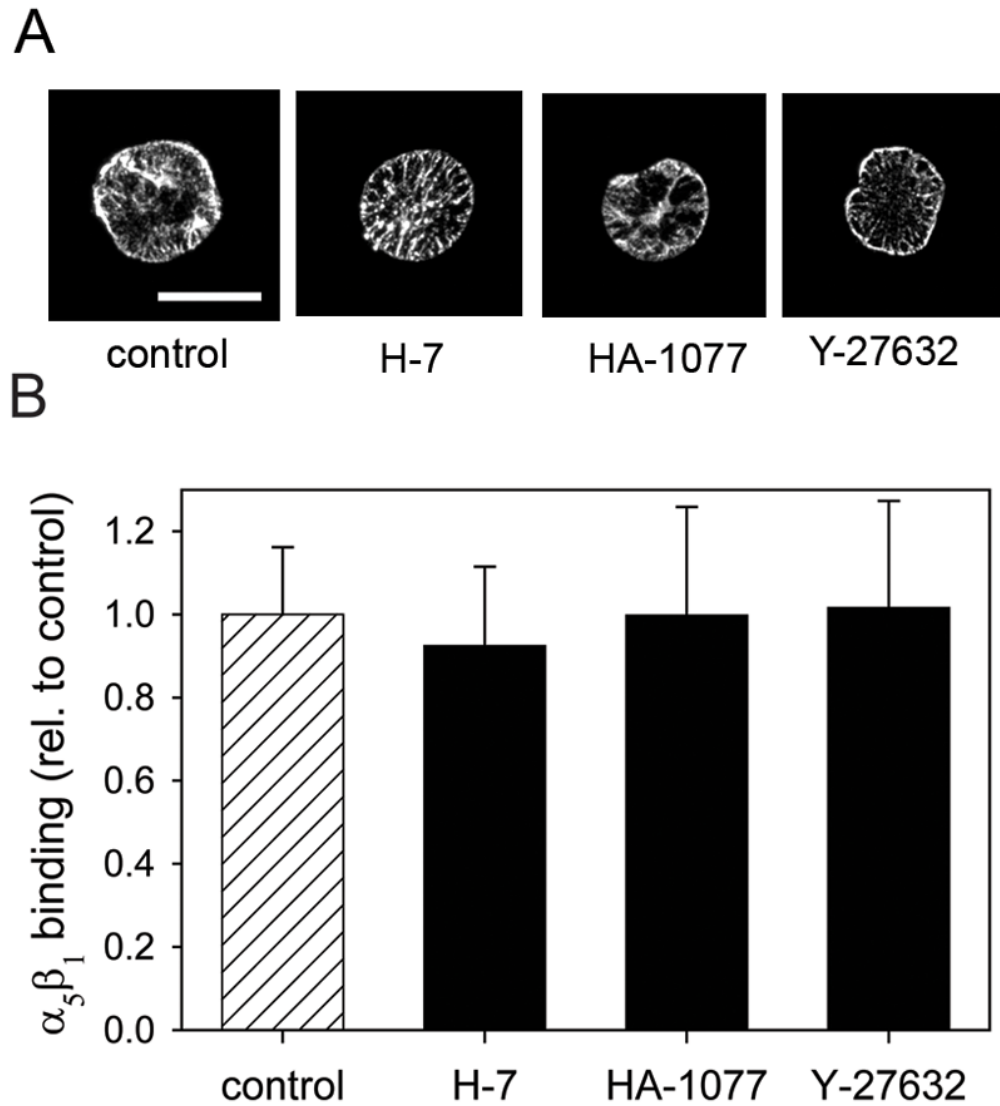 A
control H-7 HA-1077 Y-27632
B
α5β1 binding (rel. to control)
1.2
1.0
0.8
0.6
0.4
0.2
0.0
control H-7 HA-1077 Y-27632